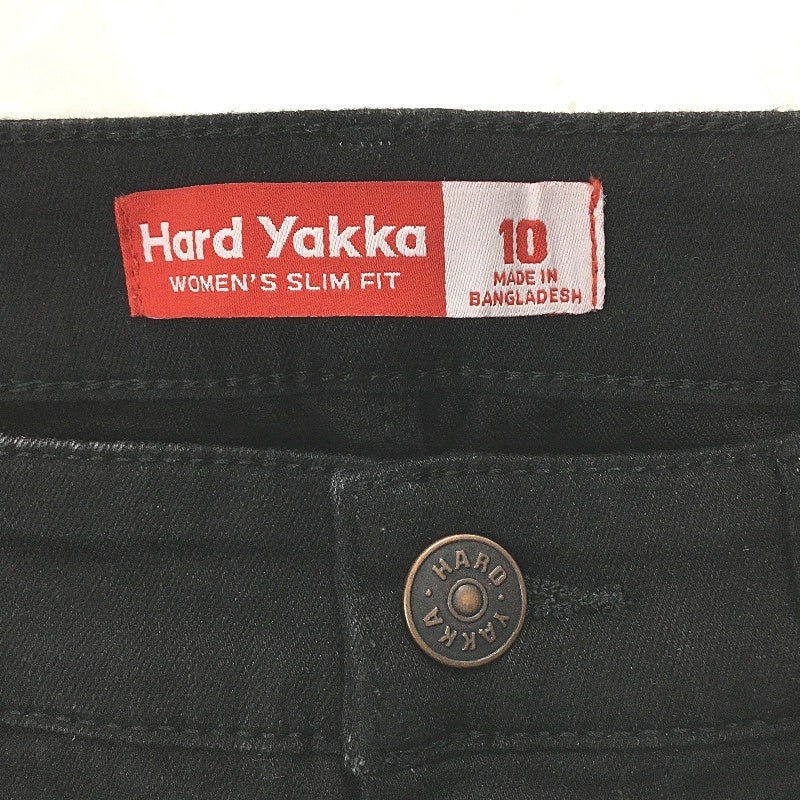 Hard Yakka
WOMEN'S SLIM FIT
10
MADE IN
BANGLADESH
HARD
YAKKA